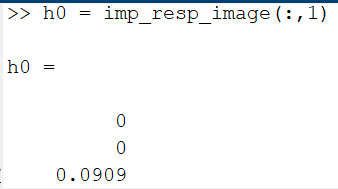 >> h0 = imp_resp_image(:,1)
h0 =
0
0
0.0909